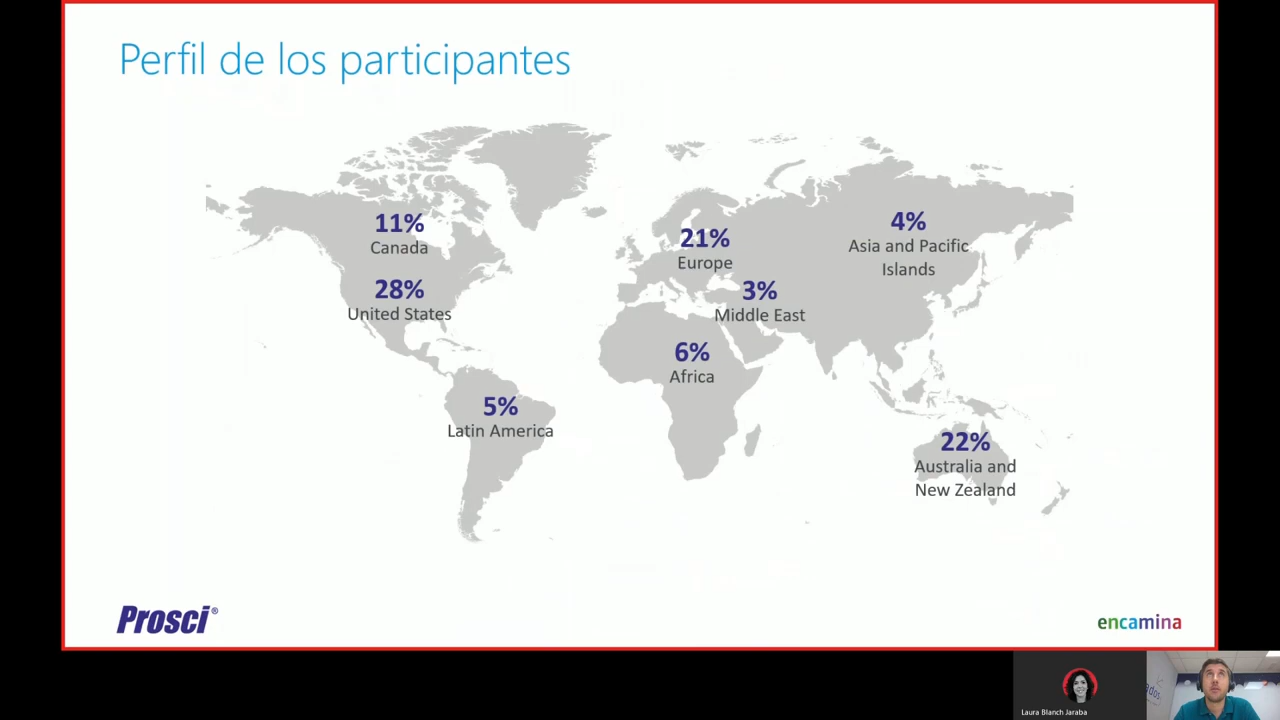 Perfil de los participantes
11%
Canada
28%
United States
5%
Latin America
21%
Europe
3%
Middle East
6%
Africa
4%
Asia and Pacific
Islands
22%
Australia and
New Zealand
Prosci®
encamina
Laura Blanch Jaraba
ados